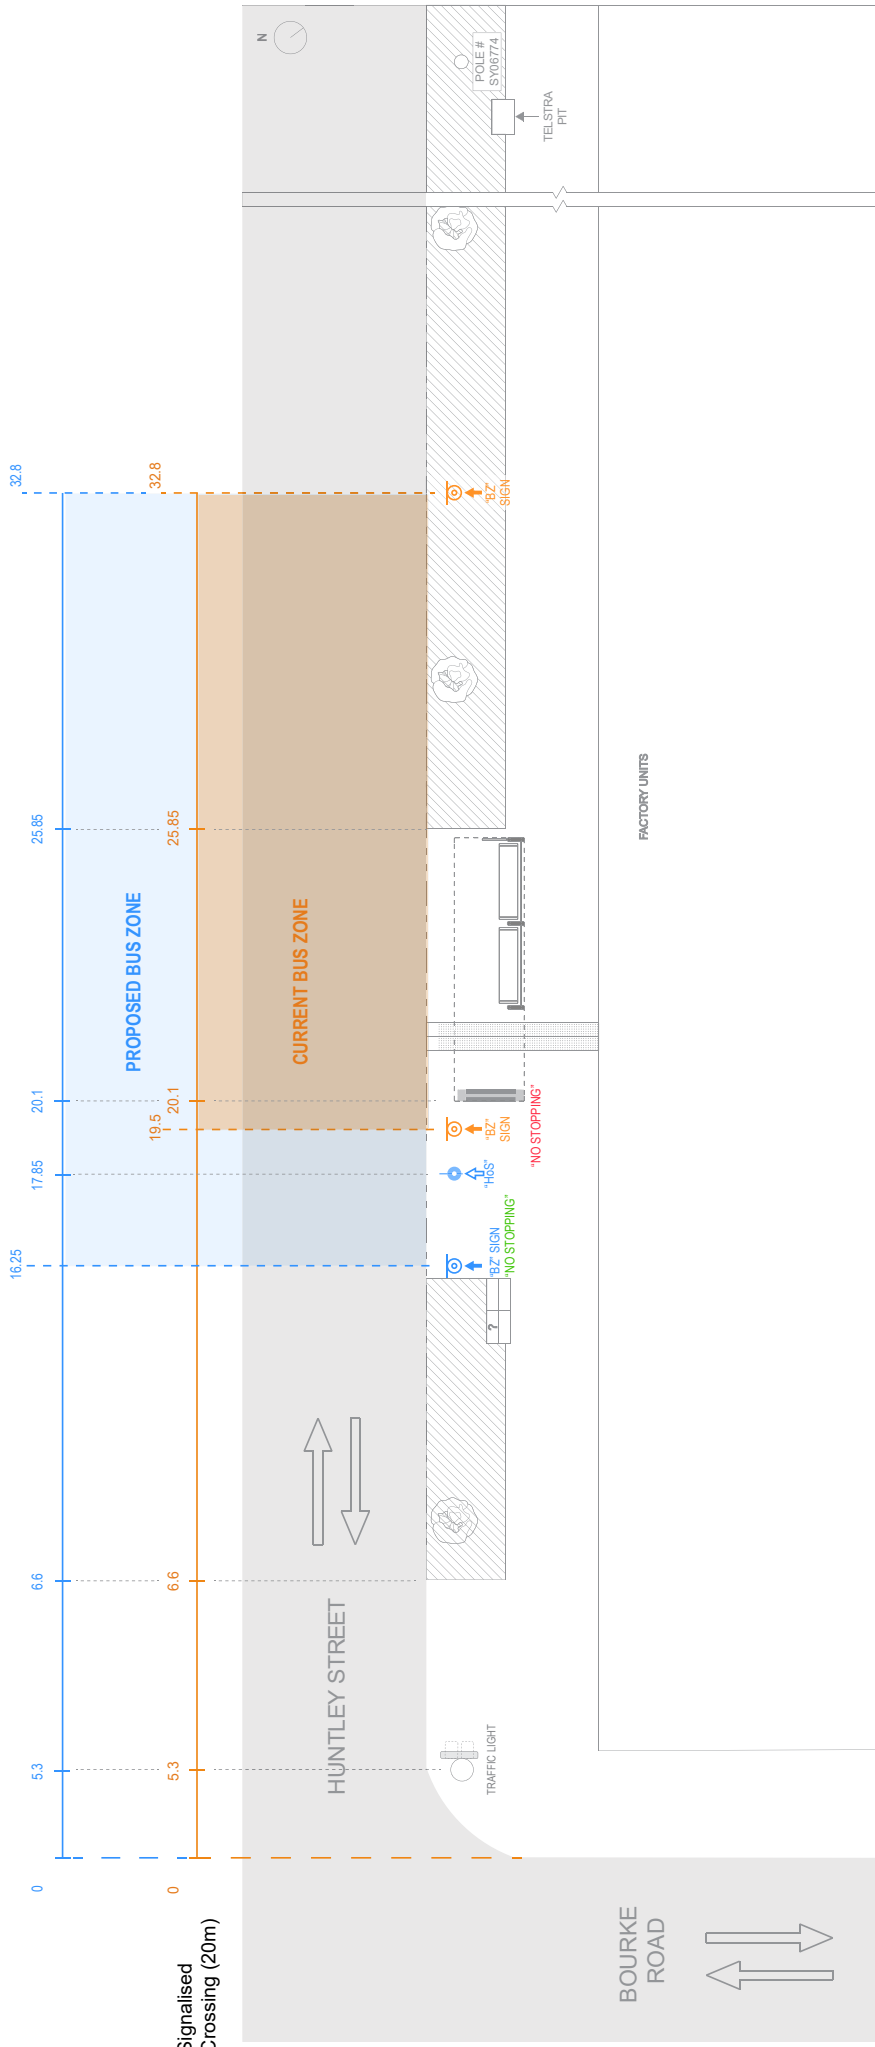 N
POLE #
SY06774
TELSTRA
PIT
32.8
32.8
"BZ"
SIGN
25.85
25.85
FACTORY UNITS
PROPOSED BUS ZONE
CURRENT BUS ZONE
20.1
20.1
19.5
"BZ"
SIGN
"NO STOPPING"
17.85
"HoS"
16.25
"BZ" SIGN
"NO STOPPING"
?
6.6
6.6
HUNTLEY STREET
5.3
5.3
TRAFFIC LIGHT
0
0
Signalised
Crossing (20m)
BOURKE
ROAD